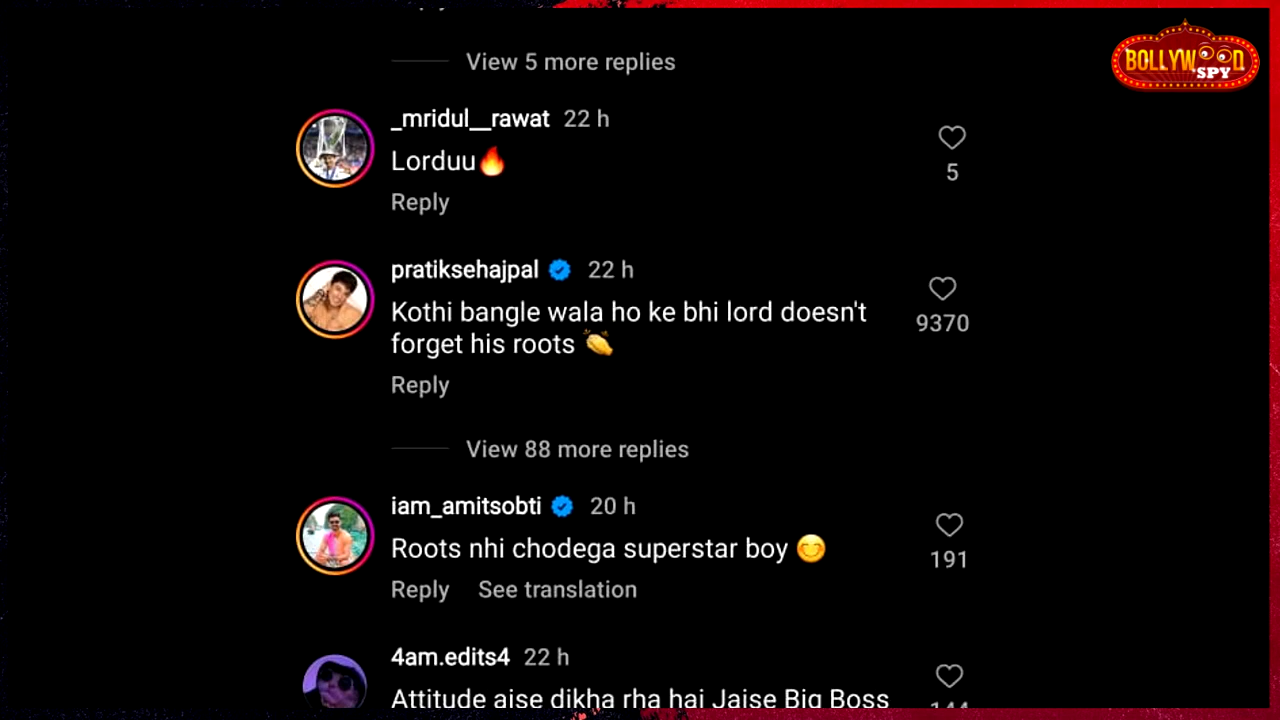 View 5 more replies
BOLLYWOOD
SPY
_mridul__rawat 22 h
Lorduu🔥
5
Reply
pratiksehajpal 22 h
Kothi bangle wala ho ke bhi lord doesn't
forget his roots 👏
9370
Reply
View 88 more replies
iam_amitsobti 20 h
Roots nhi chodega superstar boy 😊
191
Reply See translation
4am.edits4 22 h
Attitude aise dikha rha hai Jaise Big Boss